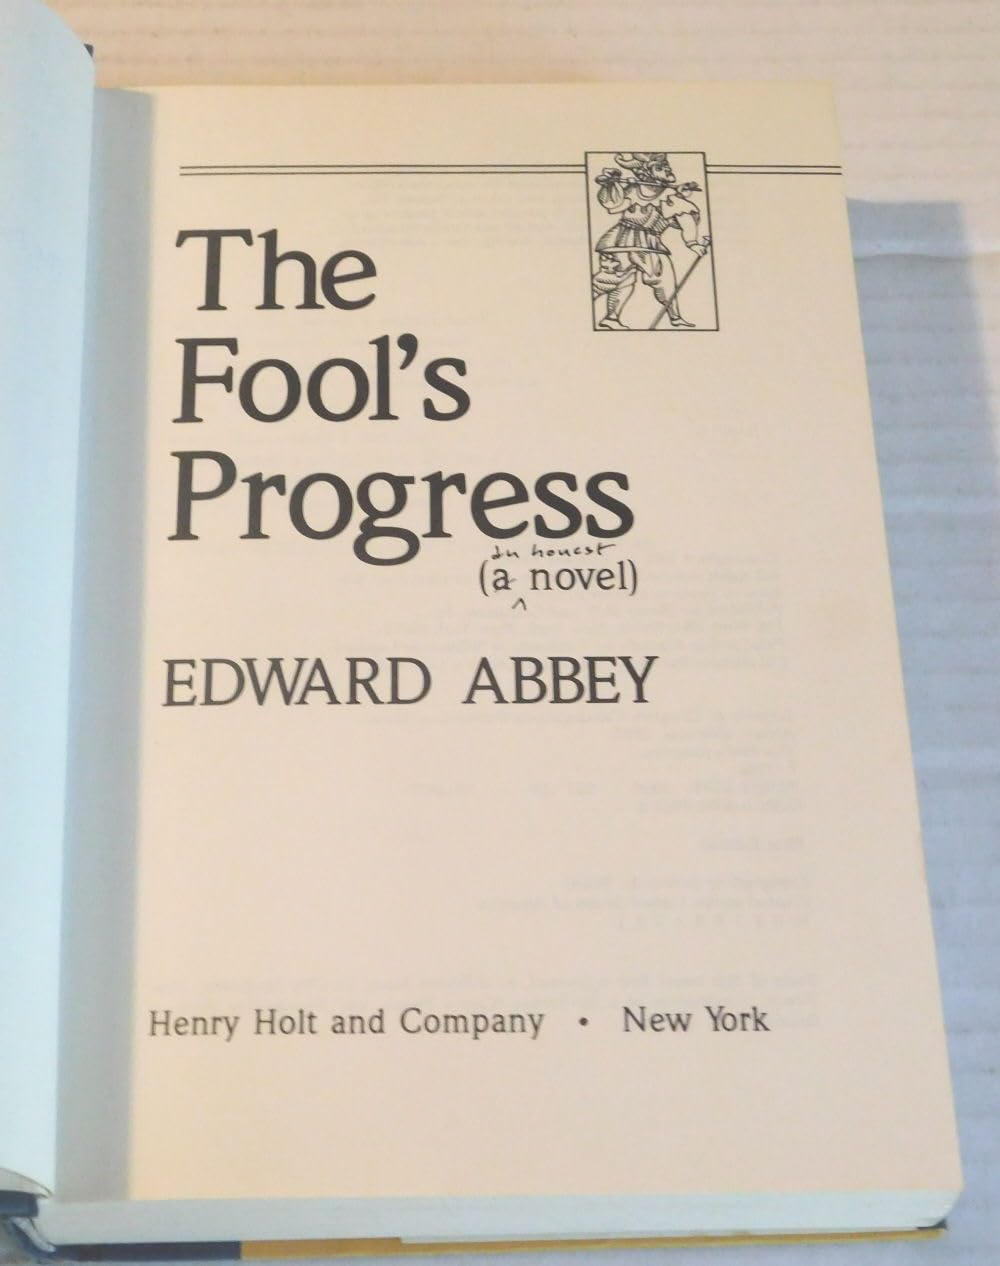 The
Fool's
Progress
an honest
(a novel)
^
EDWARD ABBEY
Henry Holt and Company • New York